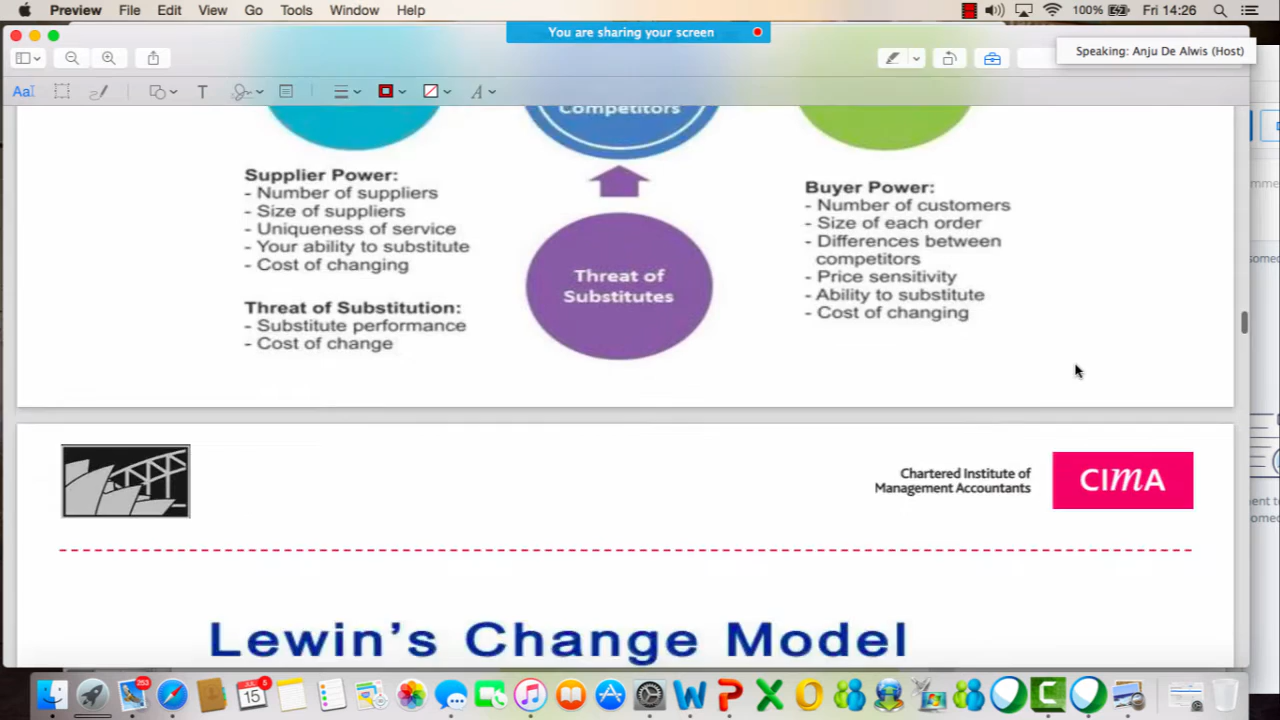 Preview File Edit View Go Tools Window Help
100% Fri 14:26
You are sharing your screen
Speaking: Anju De Alwis (Host)
Competitors
Supplier Power:
- Number of suppliers
- Size of suppliers
- Uniqueness of service
- Your ability to substitute
- Cost of changing
Threat of Substitution:
- Substitute performance
- Cost of change
Threat of
Substitutes
Buyer Power:
- Number of customers
- Size of each order
- Differences between
competitors
- Price sensitivity
- Ability to substitute
- Cost of changing
Chartered Institute of
Management Accountants
CIMA
Lewin's Change Model
253
5
15